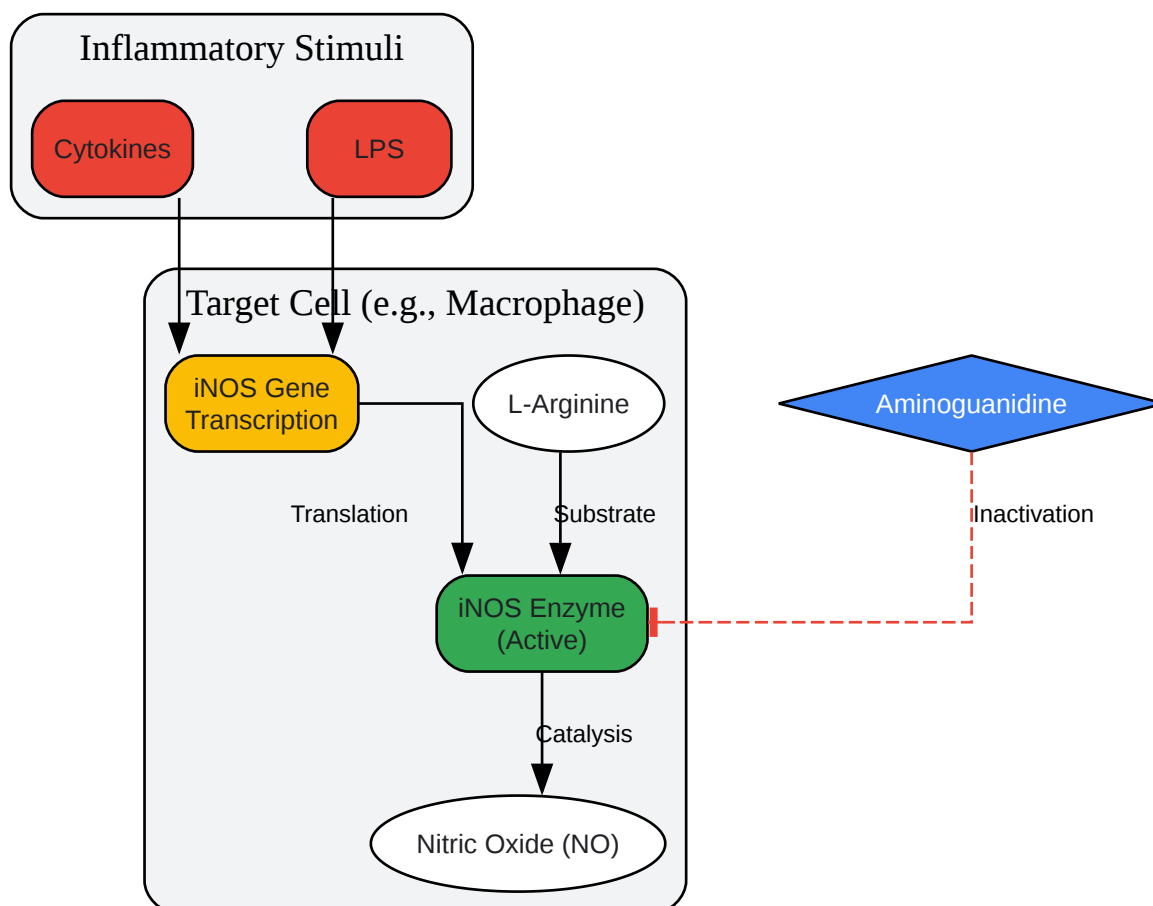 Inflammatory Stimuli
Cytokines
LPS
Target Cell (e.g., Macrophage)
iNOS Gene
Transcription
L-Arginine
Aminoguanidine
Translation
Substrate
Inactivation
iNOS Enzyme
(Active)
Catalysis
Nitric Oxide (NO)